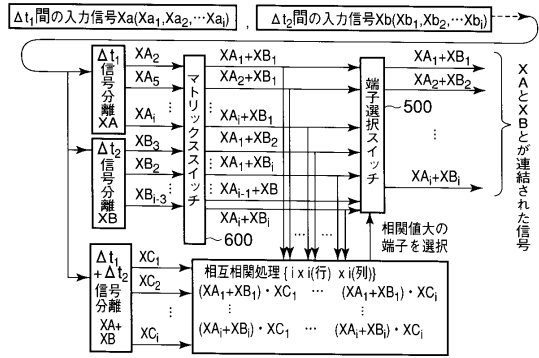 Δt₁間の入力信号Xa(Xa₁,Xa₂,…Xaᵢ) , Δt₂間の入力信号Xb(Xb₁,Xb₂,…Xbᵢ)
Δt₁
信号
分離
XA
XA₂
XA₅
⋮
XAᵢ
Δt₂
信号
分離
XB
XB₃
XB₂
⋮
XBᵢ₋₃
マトリックススイッチ
600
XA₁+XB₁
XA₂+XB₁
⋮
XAᵢ+XB₁
XA₁+XB₂
XA₁+XBᵢ
⋮
XAᵢ₋₁+XB
XAᵢ+XBᵢ
… …
端子選択スイッチ
500
XA₁+XB₁
XA₂+XB₂
⋮
XAᵢ+XBᵢ
XAとXBとが連結された信号
相関値大の
端子を選択
Δt₁
+Δt₂
信号
分離
XA+
XB
XC₁
XC₂
⋮
XCᵢ
相互相関処理{i×i(行) ×i(列)}
(XA₁+XB₁)・XC₁ … (XA₁+XB₁)・XCᵢ
⋮ ⋮
(XAᵢ+XBᵢ)・XC₁ … (XAᵢ+XBᵢ)・XCᵢ